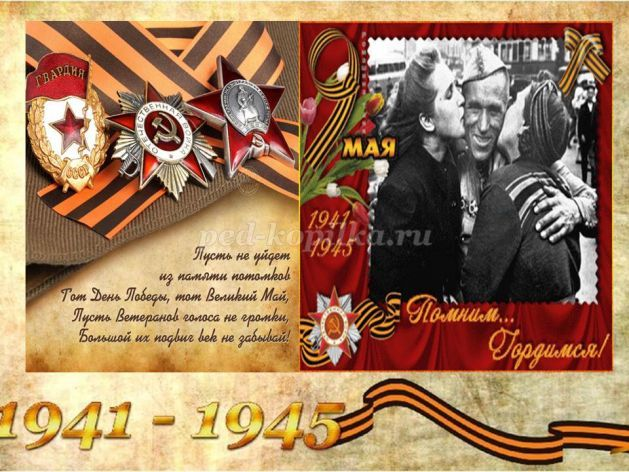 ГВАРДИЯ
СССР
ОТЕЧЕСТВЕННАЯ ВОЙНА
Пусть не уйдет
из памяти потомков
Тот День Победы, тот Великий Май,
Пусть Ветеранов голоса не громки,
Большой их подвиг век не забывай!
9
МАЯ
1941
1945
ped-kopilka.ru
Помним...
Гордимся!
1941 - 1945